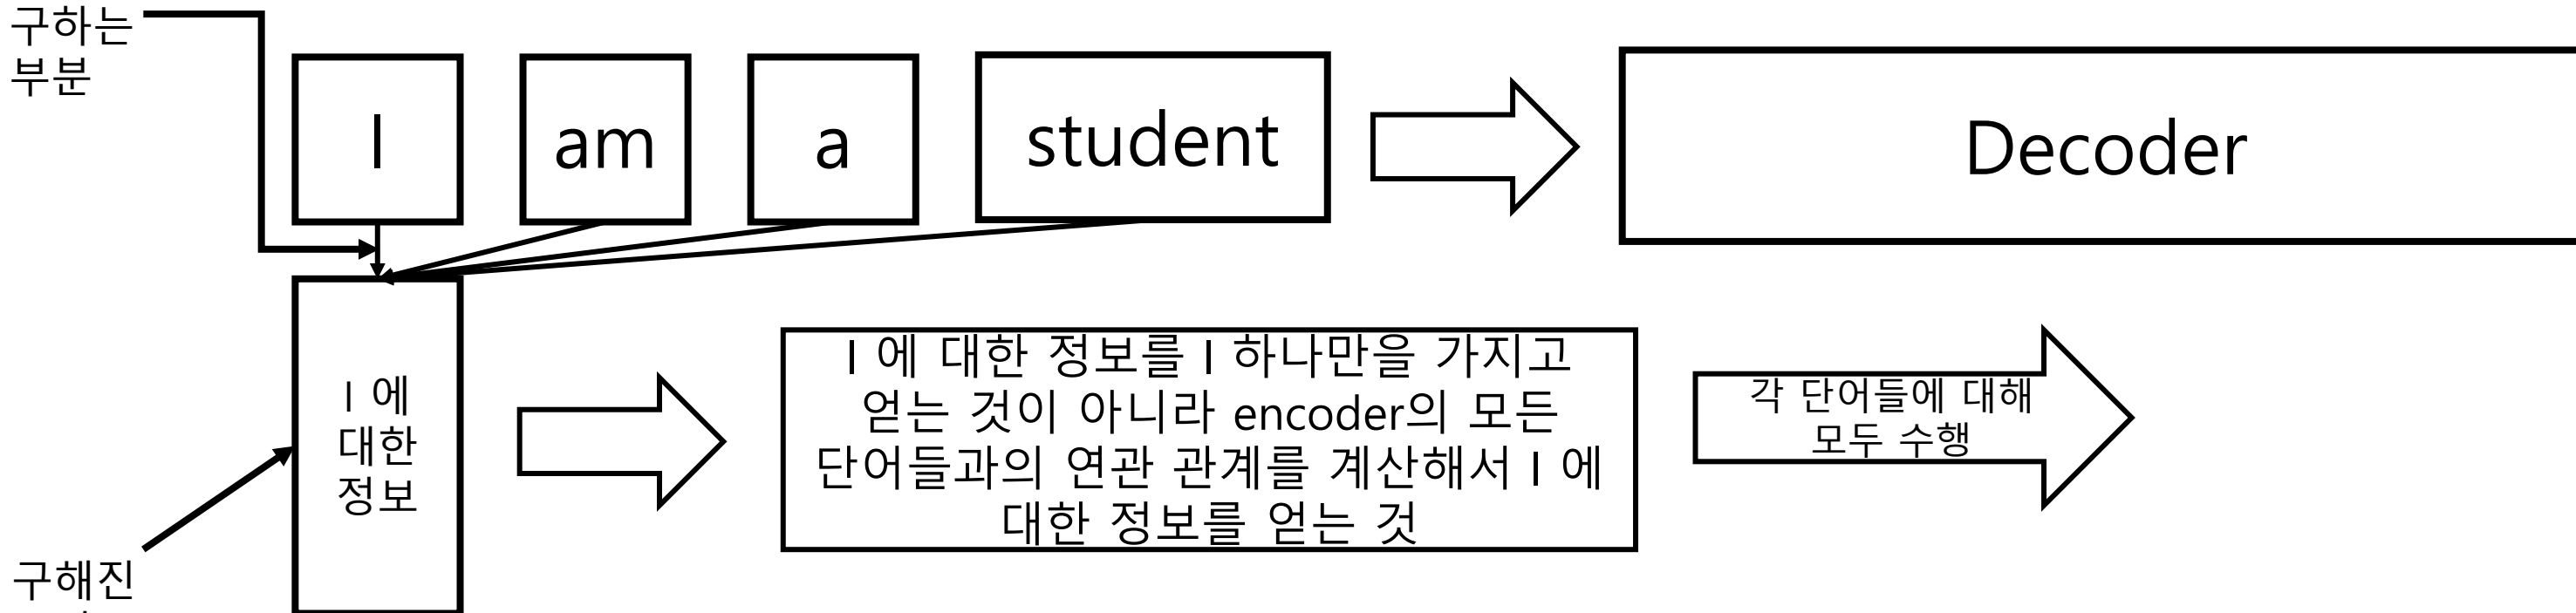 구하는
부분
I
am
a
student
Decoder
I 에
대한
정보
I 에 대한 정보를 I 하나만을 가지고
얻는 것이 아니라 encoder의 모든
단어들과의 연관 관계를 계산해서 I 에
대한 정보를 얻는 것
각 단어들에 대해
모두 수행
구해진